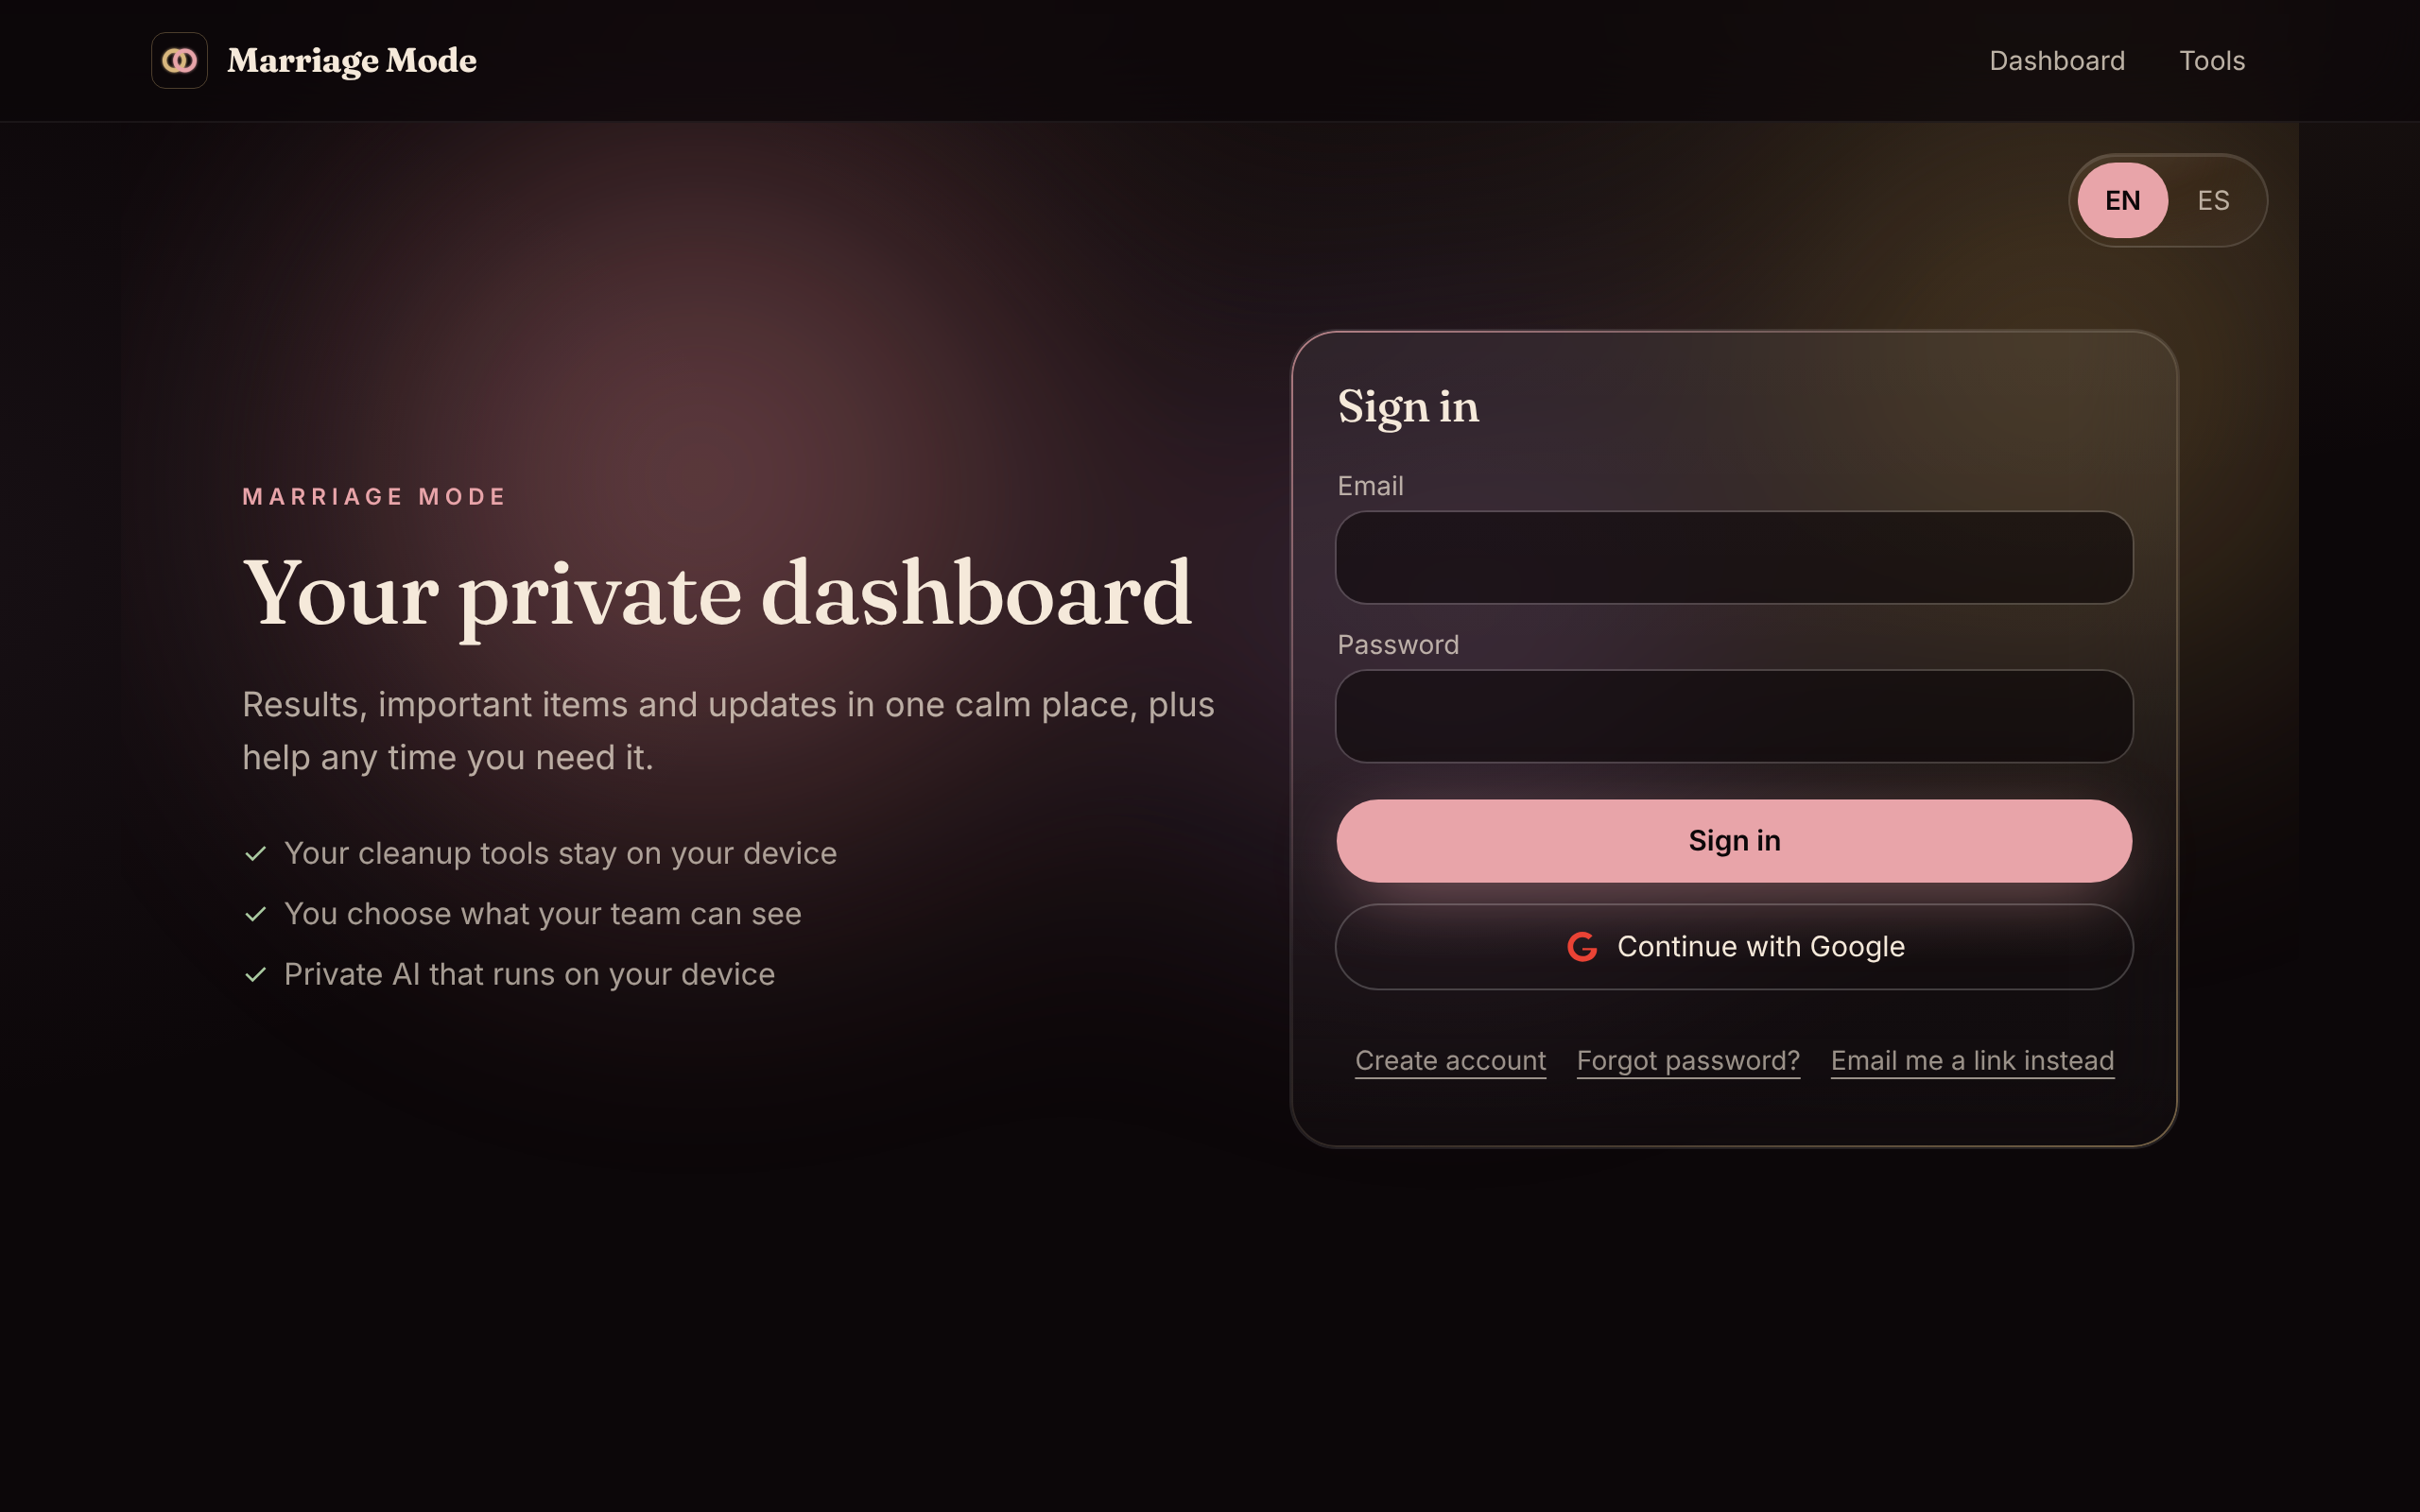 Marriage Mode
Dashboard
Tools
EN
ES
MARRIAGE MODE
Your private dashboard
Results, important items and updates in one calm place, plus
help any time you need it.
Your cleanup tools stay on your device
You choose what your team can see
Private AI that runs on your device
Sign in
Email
Password
Sign in
Continue with Google
Create account
Forgot password?
Email me a link instead